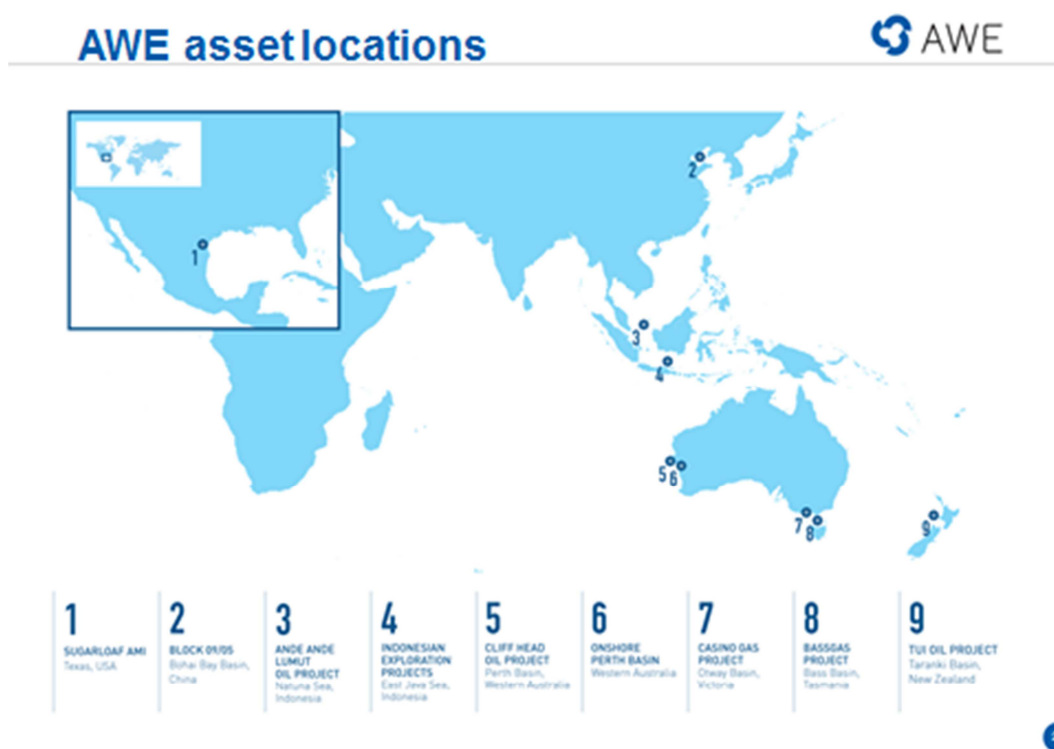 AWE asset locations
AWE
1
2
3
4
5
6
7
8
9
1
SUGARLOAF AMI
Texas, USA
2
BLOCK 09/05
Bohai Bay Basin,
China
3
ANDE ANDE
LUMUT
OIL PROJECT
Natuna Sea,
Indonesia
4
INDONESIAN
EXPLORATION
PROJECTS
East Java Sea,
Indonesia
5
CLIFF HEAD
OIL PROJECT
Perth Basin,
Western Australia
6
ONSHORE
PERTH BASIN
Western Australia
7
CASINO GAS
PROJECT
Otway Basin,
Victoria
8
BASSGAS
PROJECT
Bass Basin,
Tasmania
9
TUI OIL PROJECT
Taranki Basin,
New Zealand